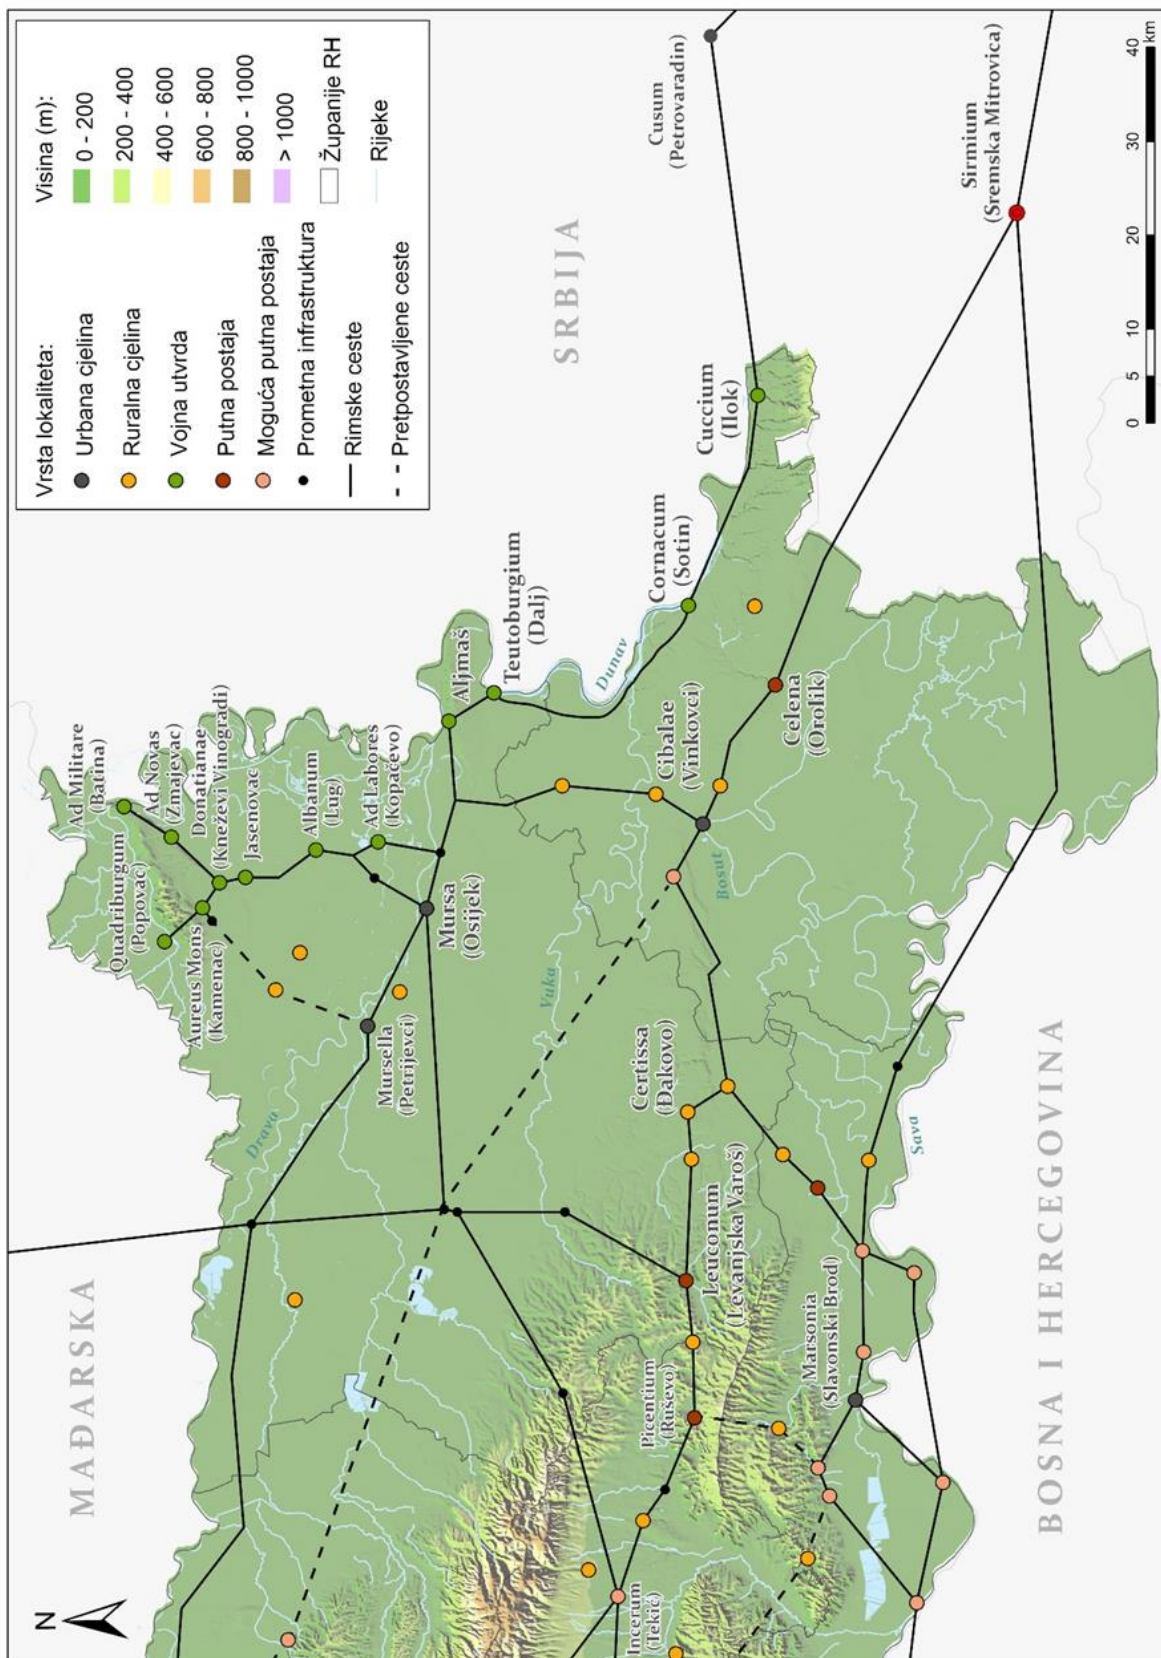 Vrsta lokaliteta:
Urbana cjelina
Ruralna cjelina
Vojna utvrda
Putna postaja
Moguća putna postaja
Prometna infrastruktura
Rimske ceste
Pretpostavljene ceste
Visina (m):
0 - 200
200 - 400
400 - 600
600 - 800
800 - 1000
> 1000
Županije RH
Rijeke
N
MAĐARSKA
SRBIJA
BOSNA I HERCEGOVINA
Ad Militare
(Batina)
Ad Novas
(Zmajevac)
Donatianae
(Kneževi Vinogradi)
Quadriburgum
(Popovac)
Jasenovac
Aureus Mons
(Kamenac)
Albanum
(Lug)
Ad Labores
(Kopačevo)
Aljmaš
Teutoburgium
(Dalj)
Mursa
(Osijek)
Mursella
(Petrijevci)
Drava
Vuka
Dunav
Cornacum
(Sotin)
Cuccium
(Ilok)
Cusum
(Petrovaradin)
Sirmium
(Sremska Mitrovica)
Cibalae
(Vinkovci)
Celena
(Orolik)
Bosut
Certissa
(Đakovo)
Leuconum
(Levanjska Varoš)
Picentium
(Ruševo)
Marsonia
(Slavonski Brod)
Incerum
(Tekić)
Sava
0
5
10
20
30
40
km